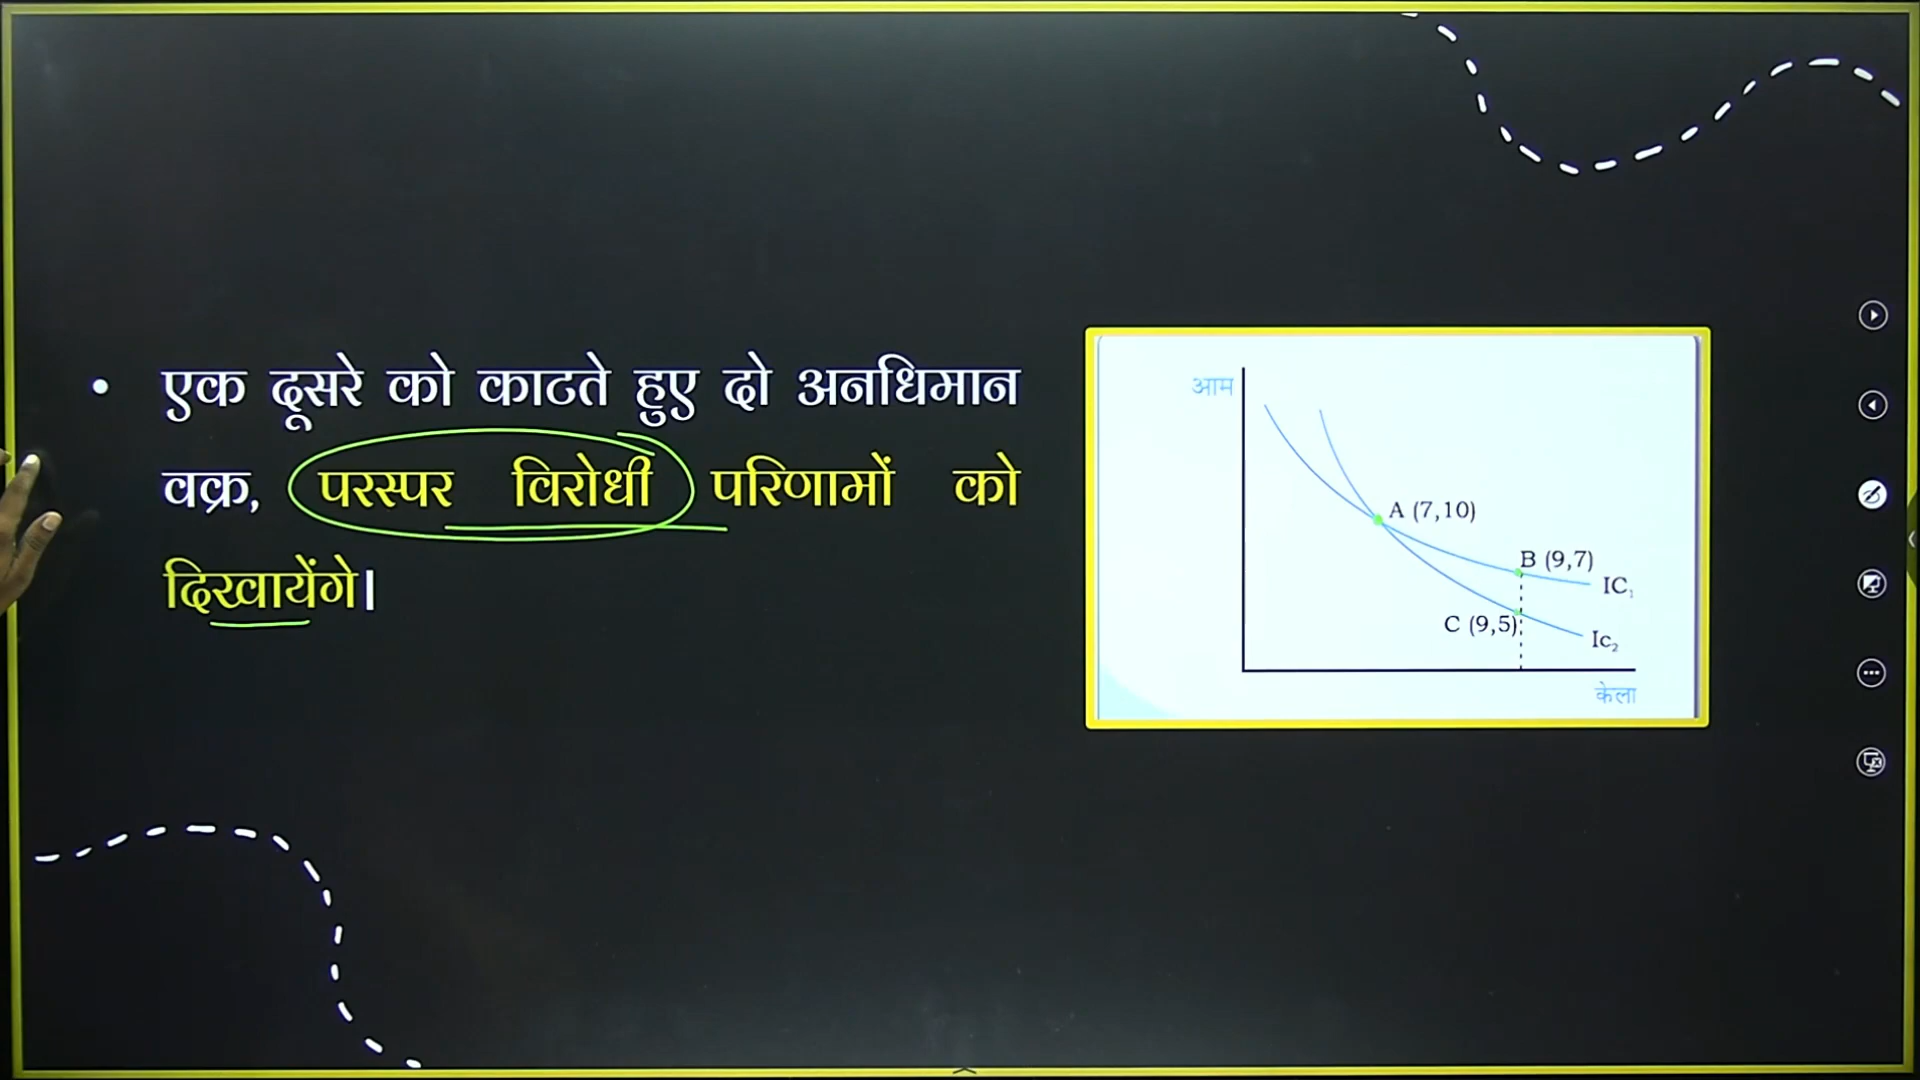 • एक दूसरे को काटते हुए दो अनधिमान
वक्र, परस्पर विरोधी परिणामों को
दिखायेंगे।
आम
A (7,10)
B (9,7)
IC₁
C (9,5)
Ic₂
केला